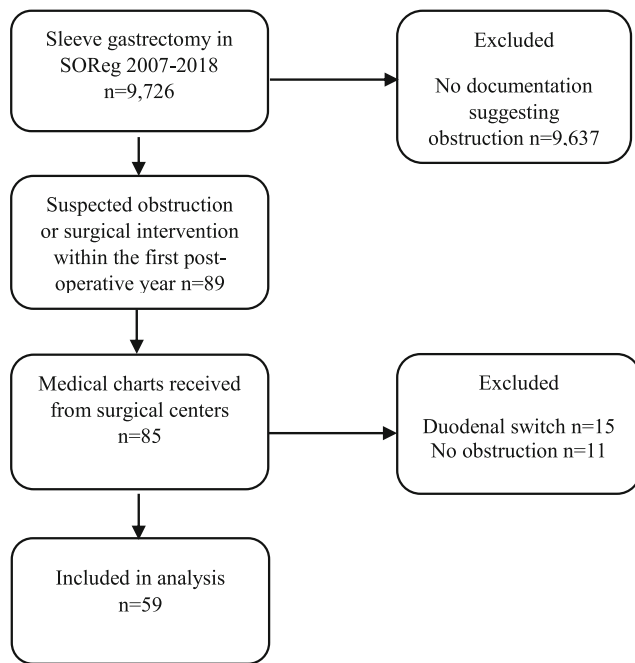 Sleeve gastrectomy in
SOReg 2007-2018
n=9,726
Excluded
No documentation
suggesting
obstruction n=9,637
Suspected obstruction
or surgical intervention
within the first post-
operative year n=89
Medical charts received
from surgical centers
n=85
Excluded
Duodenal switch n=15
No obstruction n=11
Included in analysis
n=59